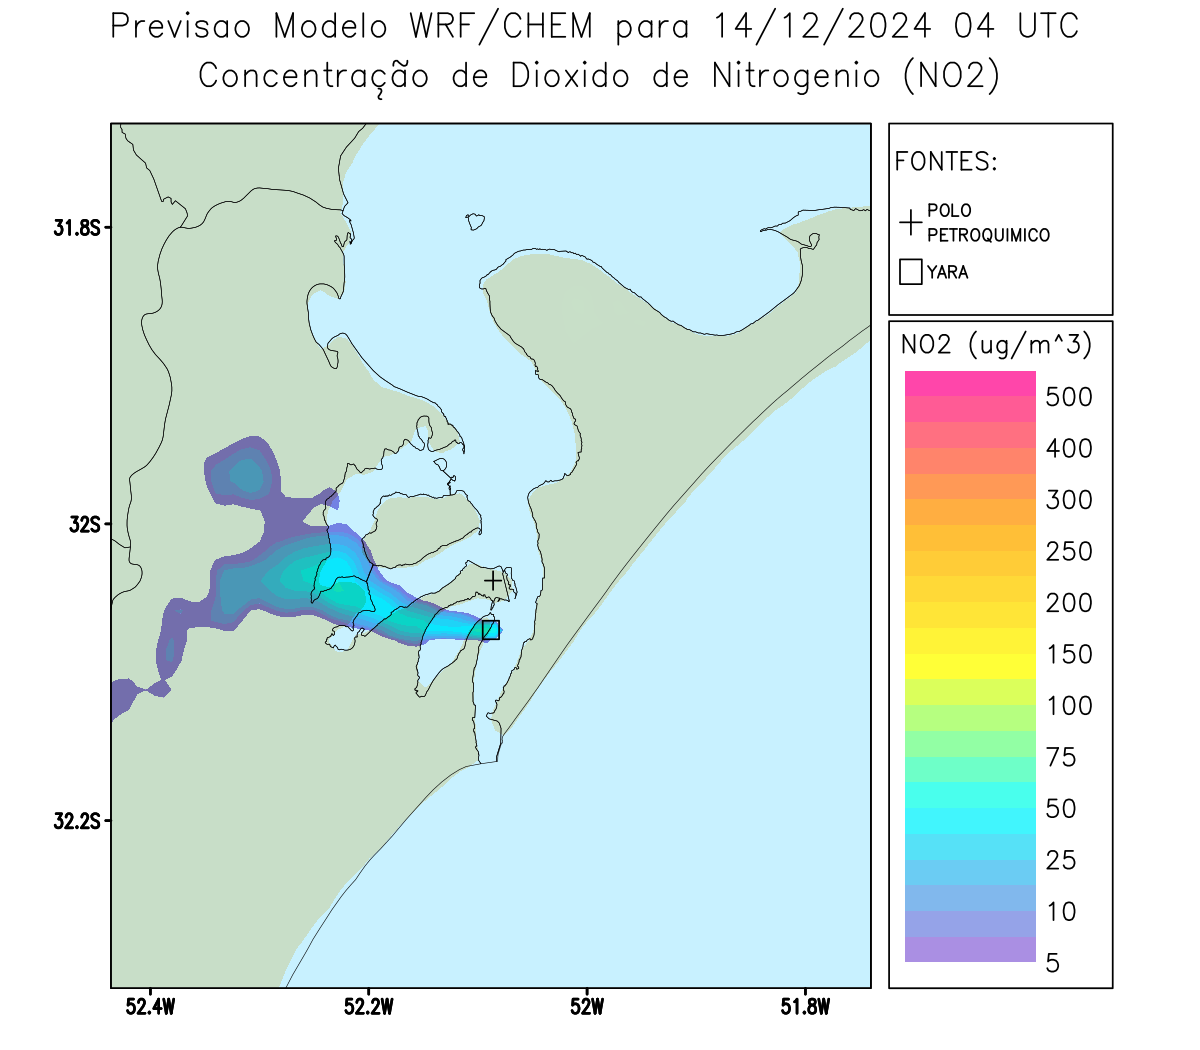 Previsao Modelo WRF/CHEM para 14/12/2024 04 UTC
Concentração de Dioxido de Nitrogenio (NO2)
FONTES:
POLO
PETROQUIMICO
YARA
NO2 (ug/m^3)
500
400
300
250
200
150
100
75
50
25
10
5
31.8S
32S
32.2S
52.4W
52.2W
52W
51.8W